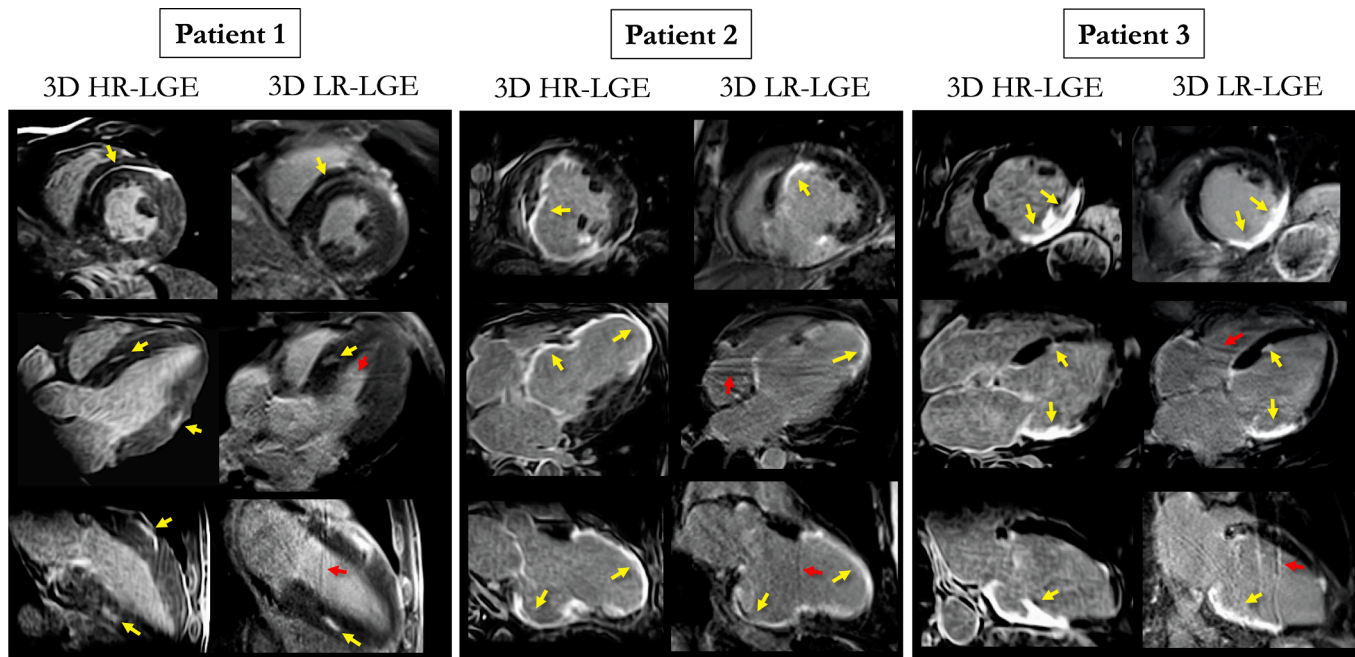 Patient 1
Patient 2
Patient 3
3D HR-LGE
3D LR-LGE
3D HR-LGE
3D LR-LGE
3D HR-LGE
3D LR-LGE